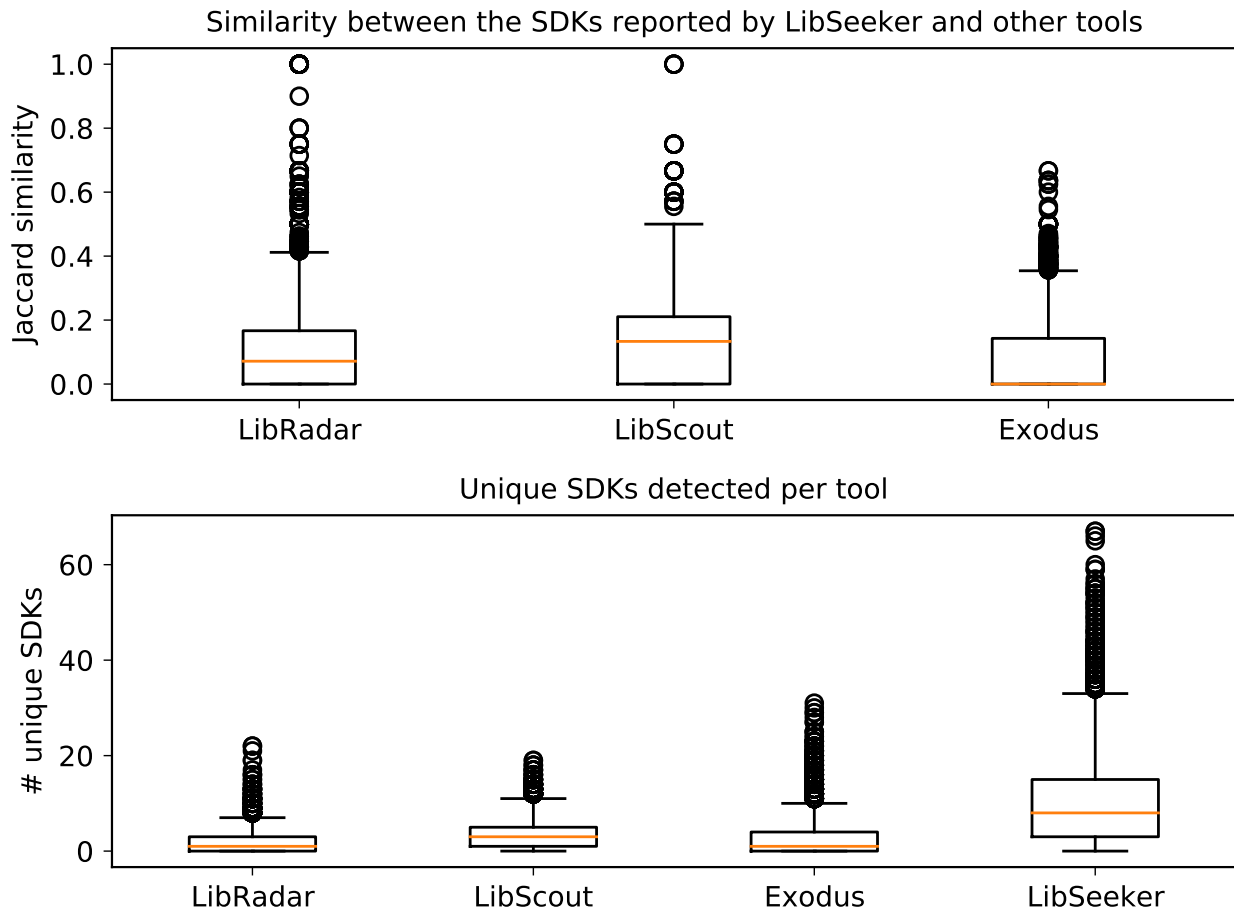 Similarity between the SDKs reported by LibSeeker and other tools
Jaccard similarity
1.0
0.8
0.6
0.4
0.2
0.0
LibRadar LibScout Exodus
Unique SDKs detected per tool
# unique SDKs
60
40
20
0
LibRadar LibScout Exodus LibSeeker